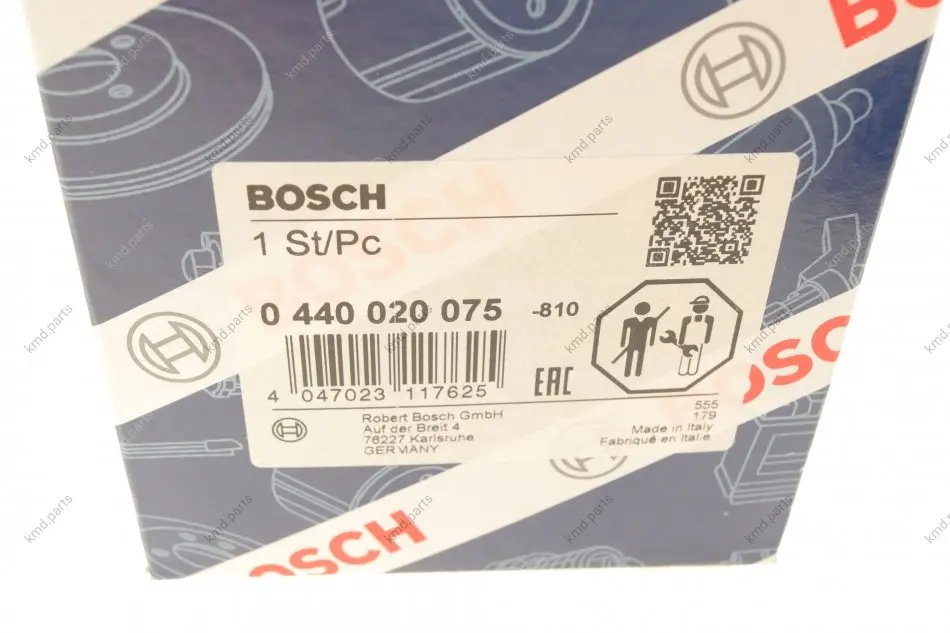 BOSCH
1 St/Pc
0 440 020 075 -810
4 047023 117625
EAC
Robert Bosch GmbH
Auf der Breit 4
76227 Karlsruhe
GERMANY
555
179
Made in Italy
Fabriqué en Italie
BOSCH
BOSCH
kmd.parts